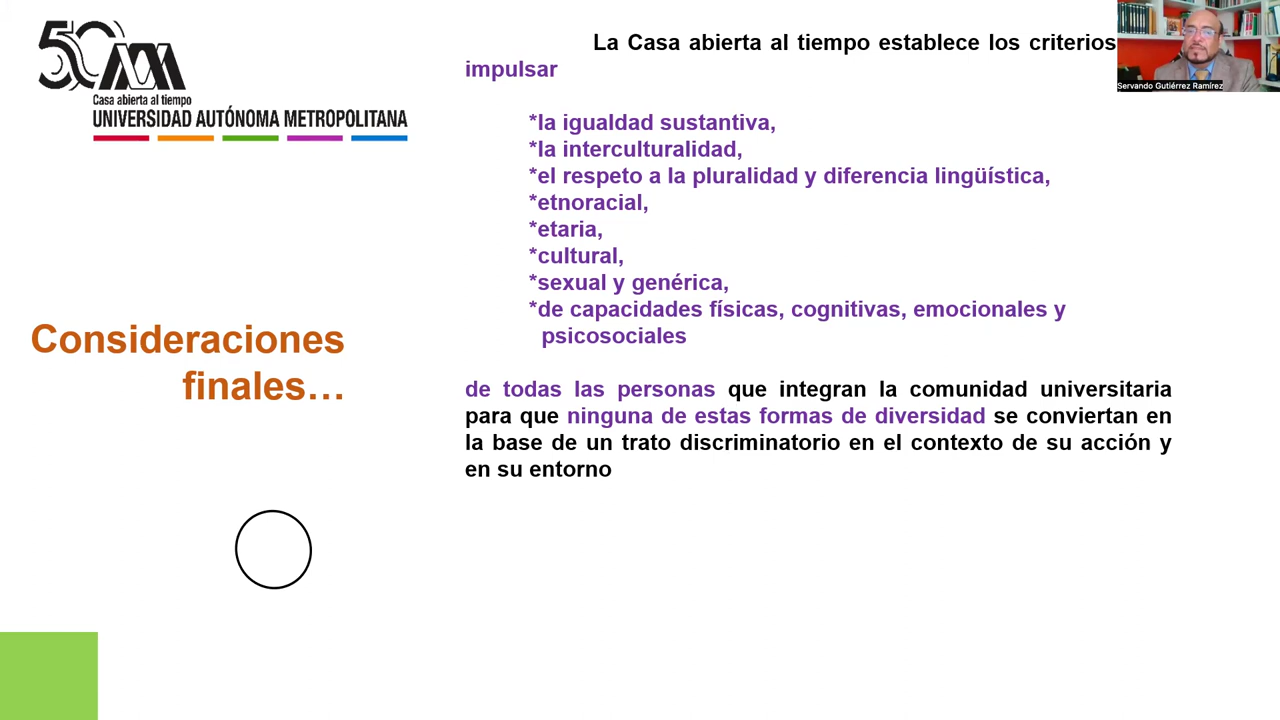 50
Casa abierta al tiempo
UNIVERSIDAD AUTÓNOMA METROPOLITANA
Consideraciones
finales…
La Casa abierta al tiempo establece los criterios
impulsar
*la igualdad sustantiva,
*la interculturalidad,
*el respeto a la pluralidad y diferencia lingüística,
*etnoracial,
*etaria,
*cultural,
*sexual y genérica,
*de capacidades físicas, cognitivas, emocionales y
psicosociales
de todas las personas que integran la comunidad universitaria
para que ninguna de estas formas de diversidad se conviertan en
la base de un trato discriminatorio en el contexto de su acción y
en su entorno
Servando Gutiérrez Ramírez